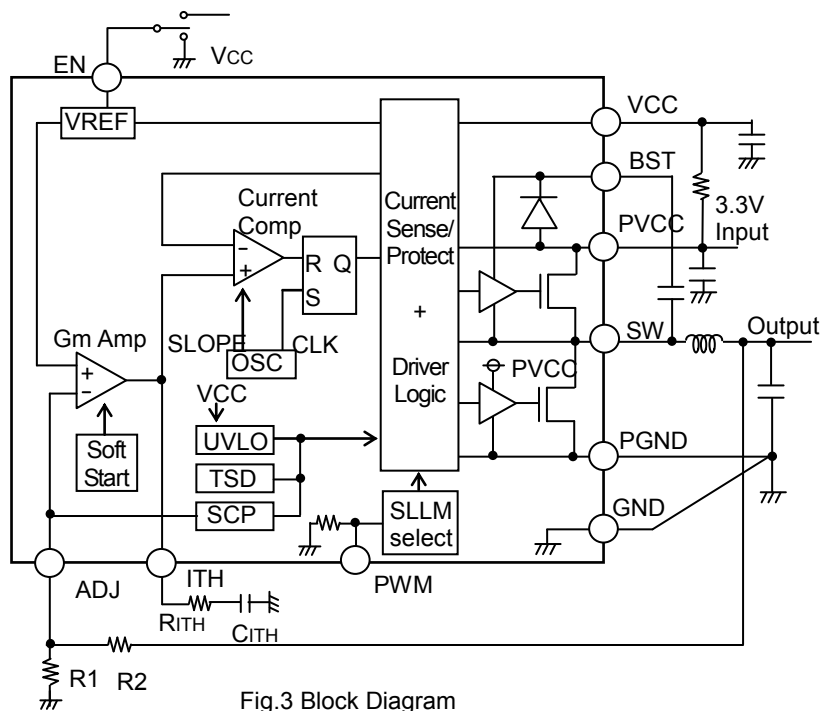 VCC
EN
VCC
VREF
BST
Current
Comp
Current
Sense/
Protect
+
Driver
Logic
3.3V
Input
PVCC
-
+
R Q
S
SW
Output
Gm Amp
SLOPE
OSC
CLK
+
-
VCC
PVCC
Soft
Start
UVLO
TSD
SCP
PGND
SLLM
select
GND
ADJ
ITH
PWM
RITH
CITH
R1
R2
Fig.3 Block Diagram